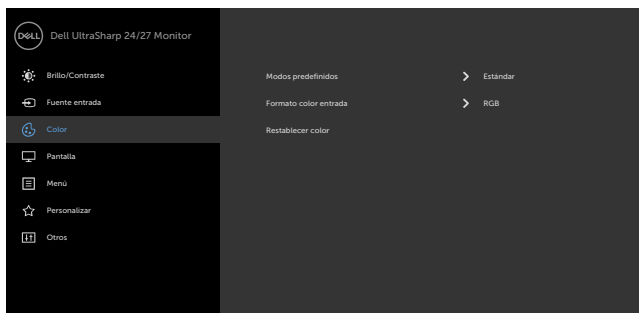 DELL Dell UltraSharp 24/27 Monitor
Brillo/Contraste
Modos predefinidos Estándar
Fuente entrada
Formato color entrada RGB
Color
Restablecer color
Pantalla
Menú
Personalizar
Otros